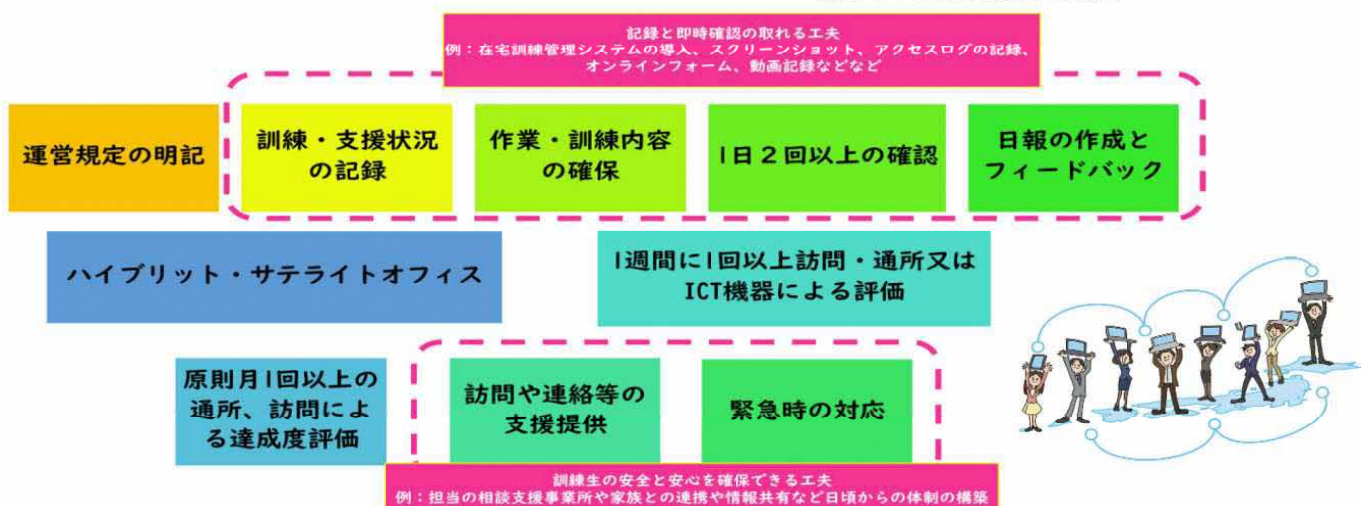 記録と即時確認の取れる工夫
例：在宅訓練管理システムの導入、スクリーンショット、アクセスログの記録、
オンラインフォーム、動画記録などなど
運営規定の明記
訓練・支援状況
の記録
作業・訓練内容
の確保
1日２回以上の確認
日報の作成と
フィードバック
ハイブリット・サテライトオフィス
1週間に1回以上訪問・通所又は
ICT機器による評価
原則月1回以上の
通所、訪問によ
る達成度評価
訪問や連絡等の
支援提供
緊急時の対応
訓練生の安全と安心を確保できる工夫
例：担当の相談支援事業所や家族との連携や情報共有など日頃からの体制の構築